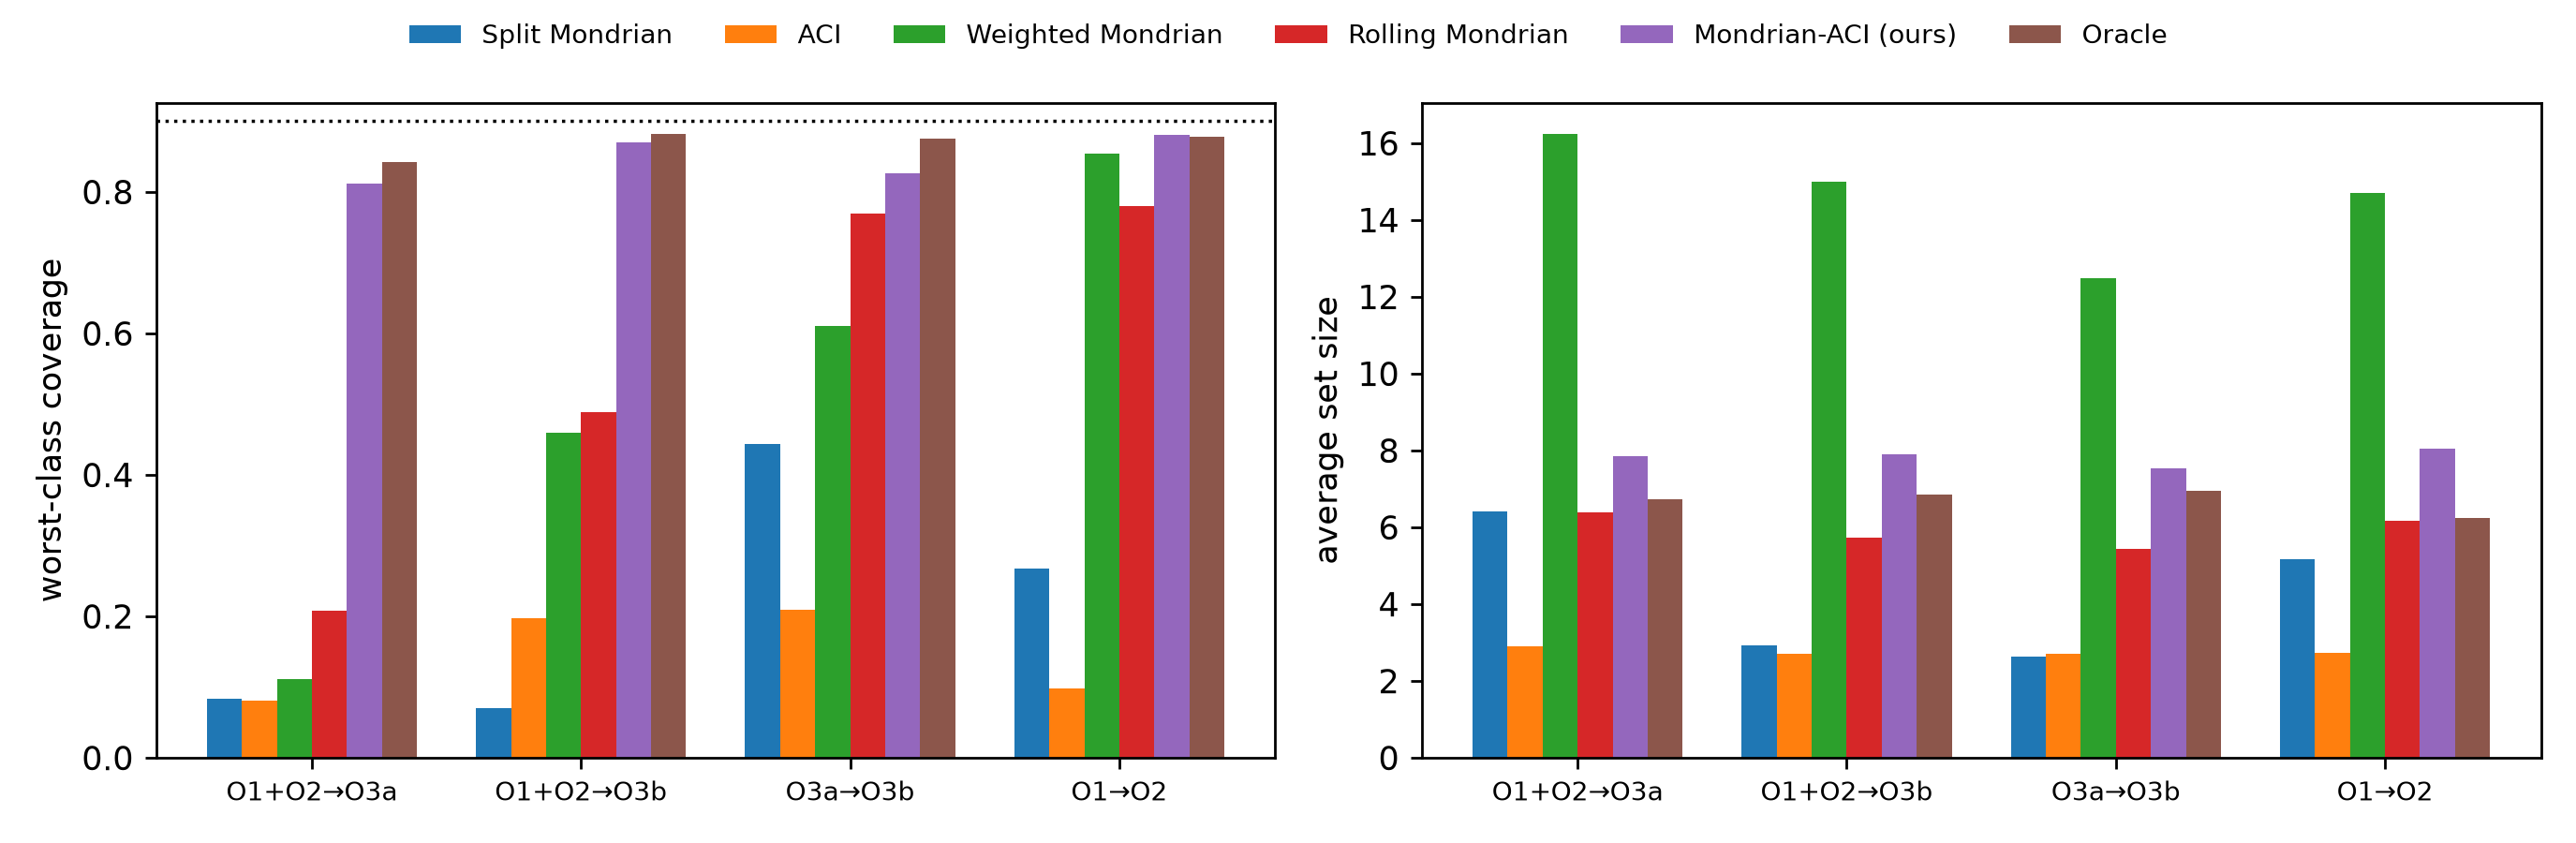 Split Mondrian ACI Weighted Mondrian Rolling Mondrian Mondrian-ACI (ours) Oracle
worst-class coverage
0.8
0.6
0.4
0.2
0.0
O1+O2→O3a O1+O2→O3b O3a→O3b O1→O2
average set size
16
14
12
10
8
6
4
2
0
O1+O2→O3a O1+O2→O3b O3a→O3b O1→O2